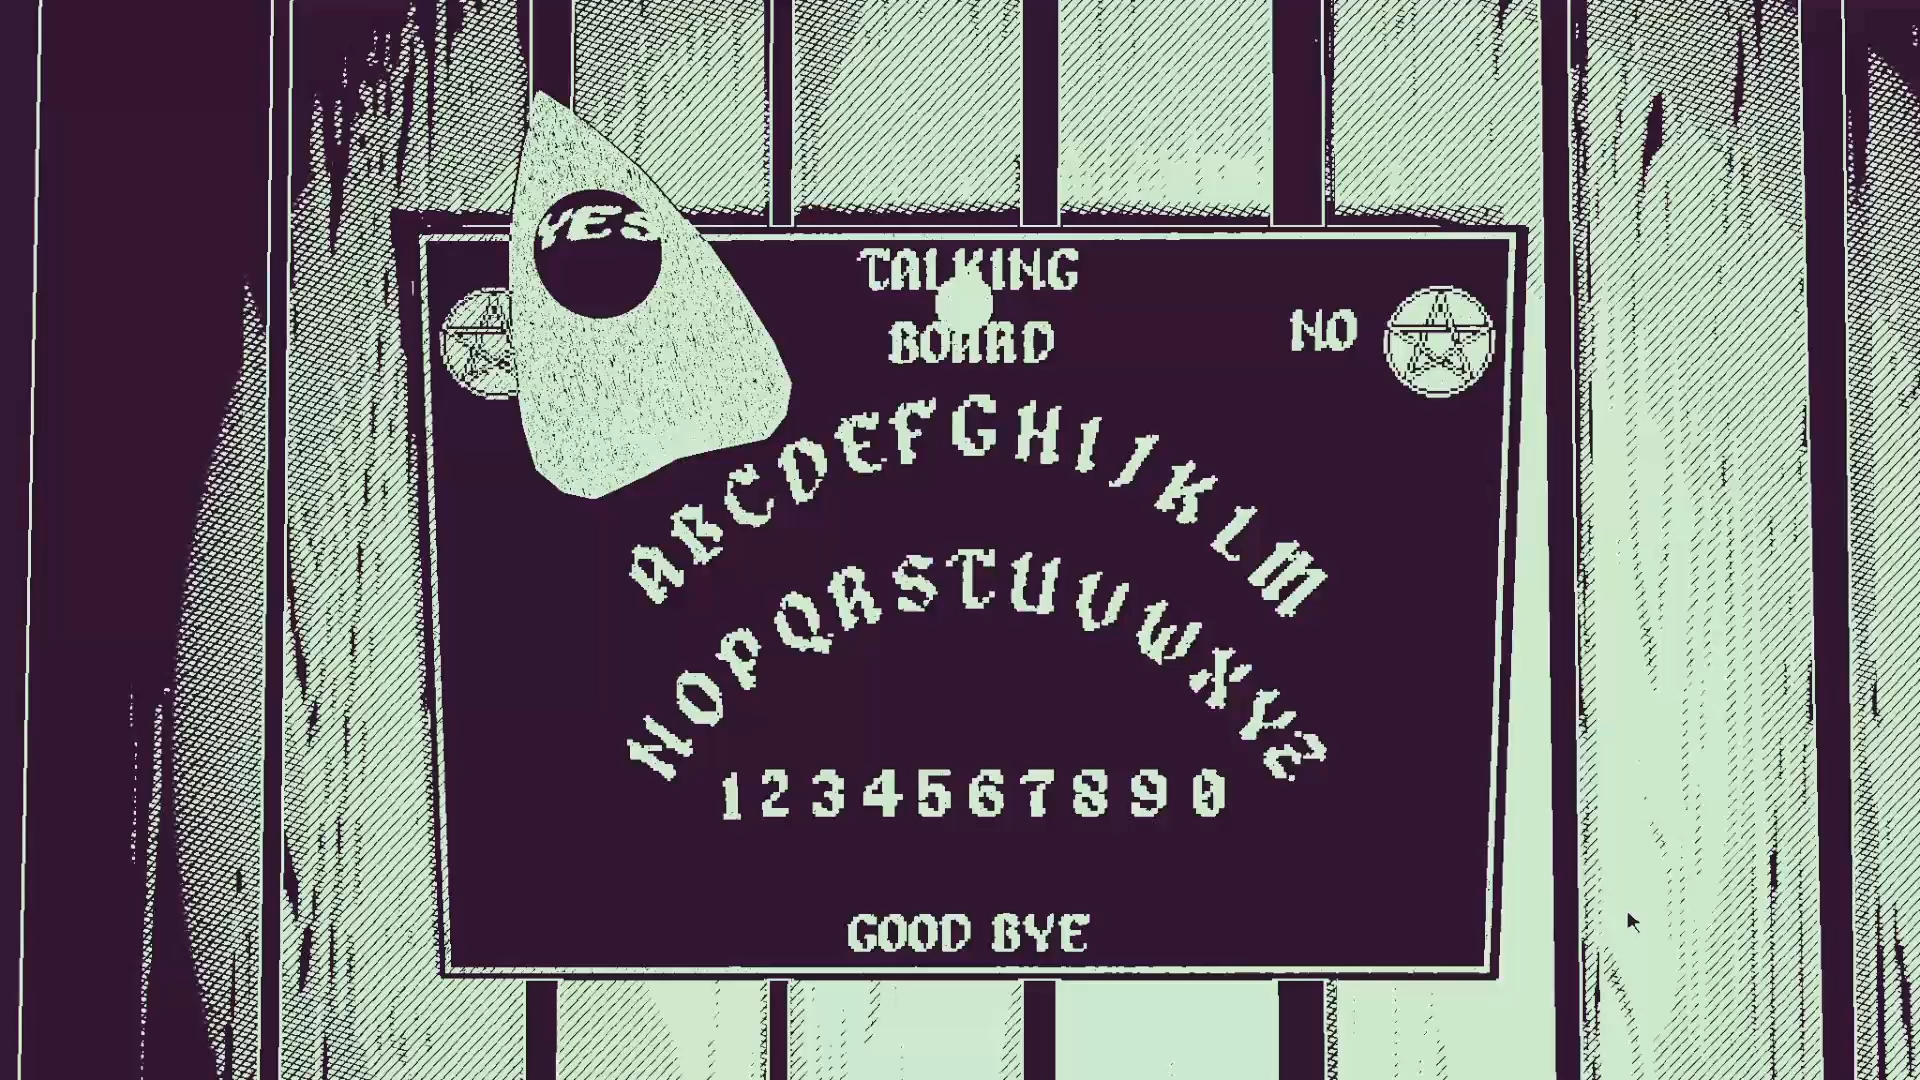 YES
TALKING
BOARD
NO
ABCDEFGHIJKLM
NOPQRSTUVWXYZ
1234567890
GOOD BYE